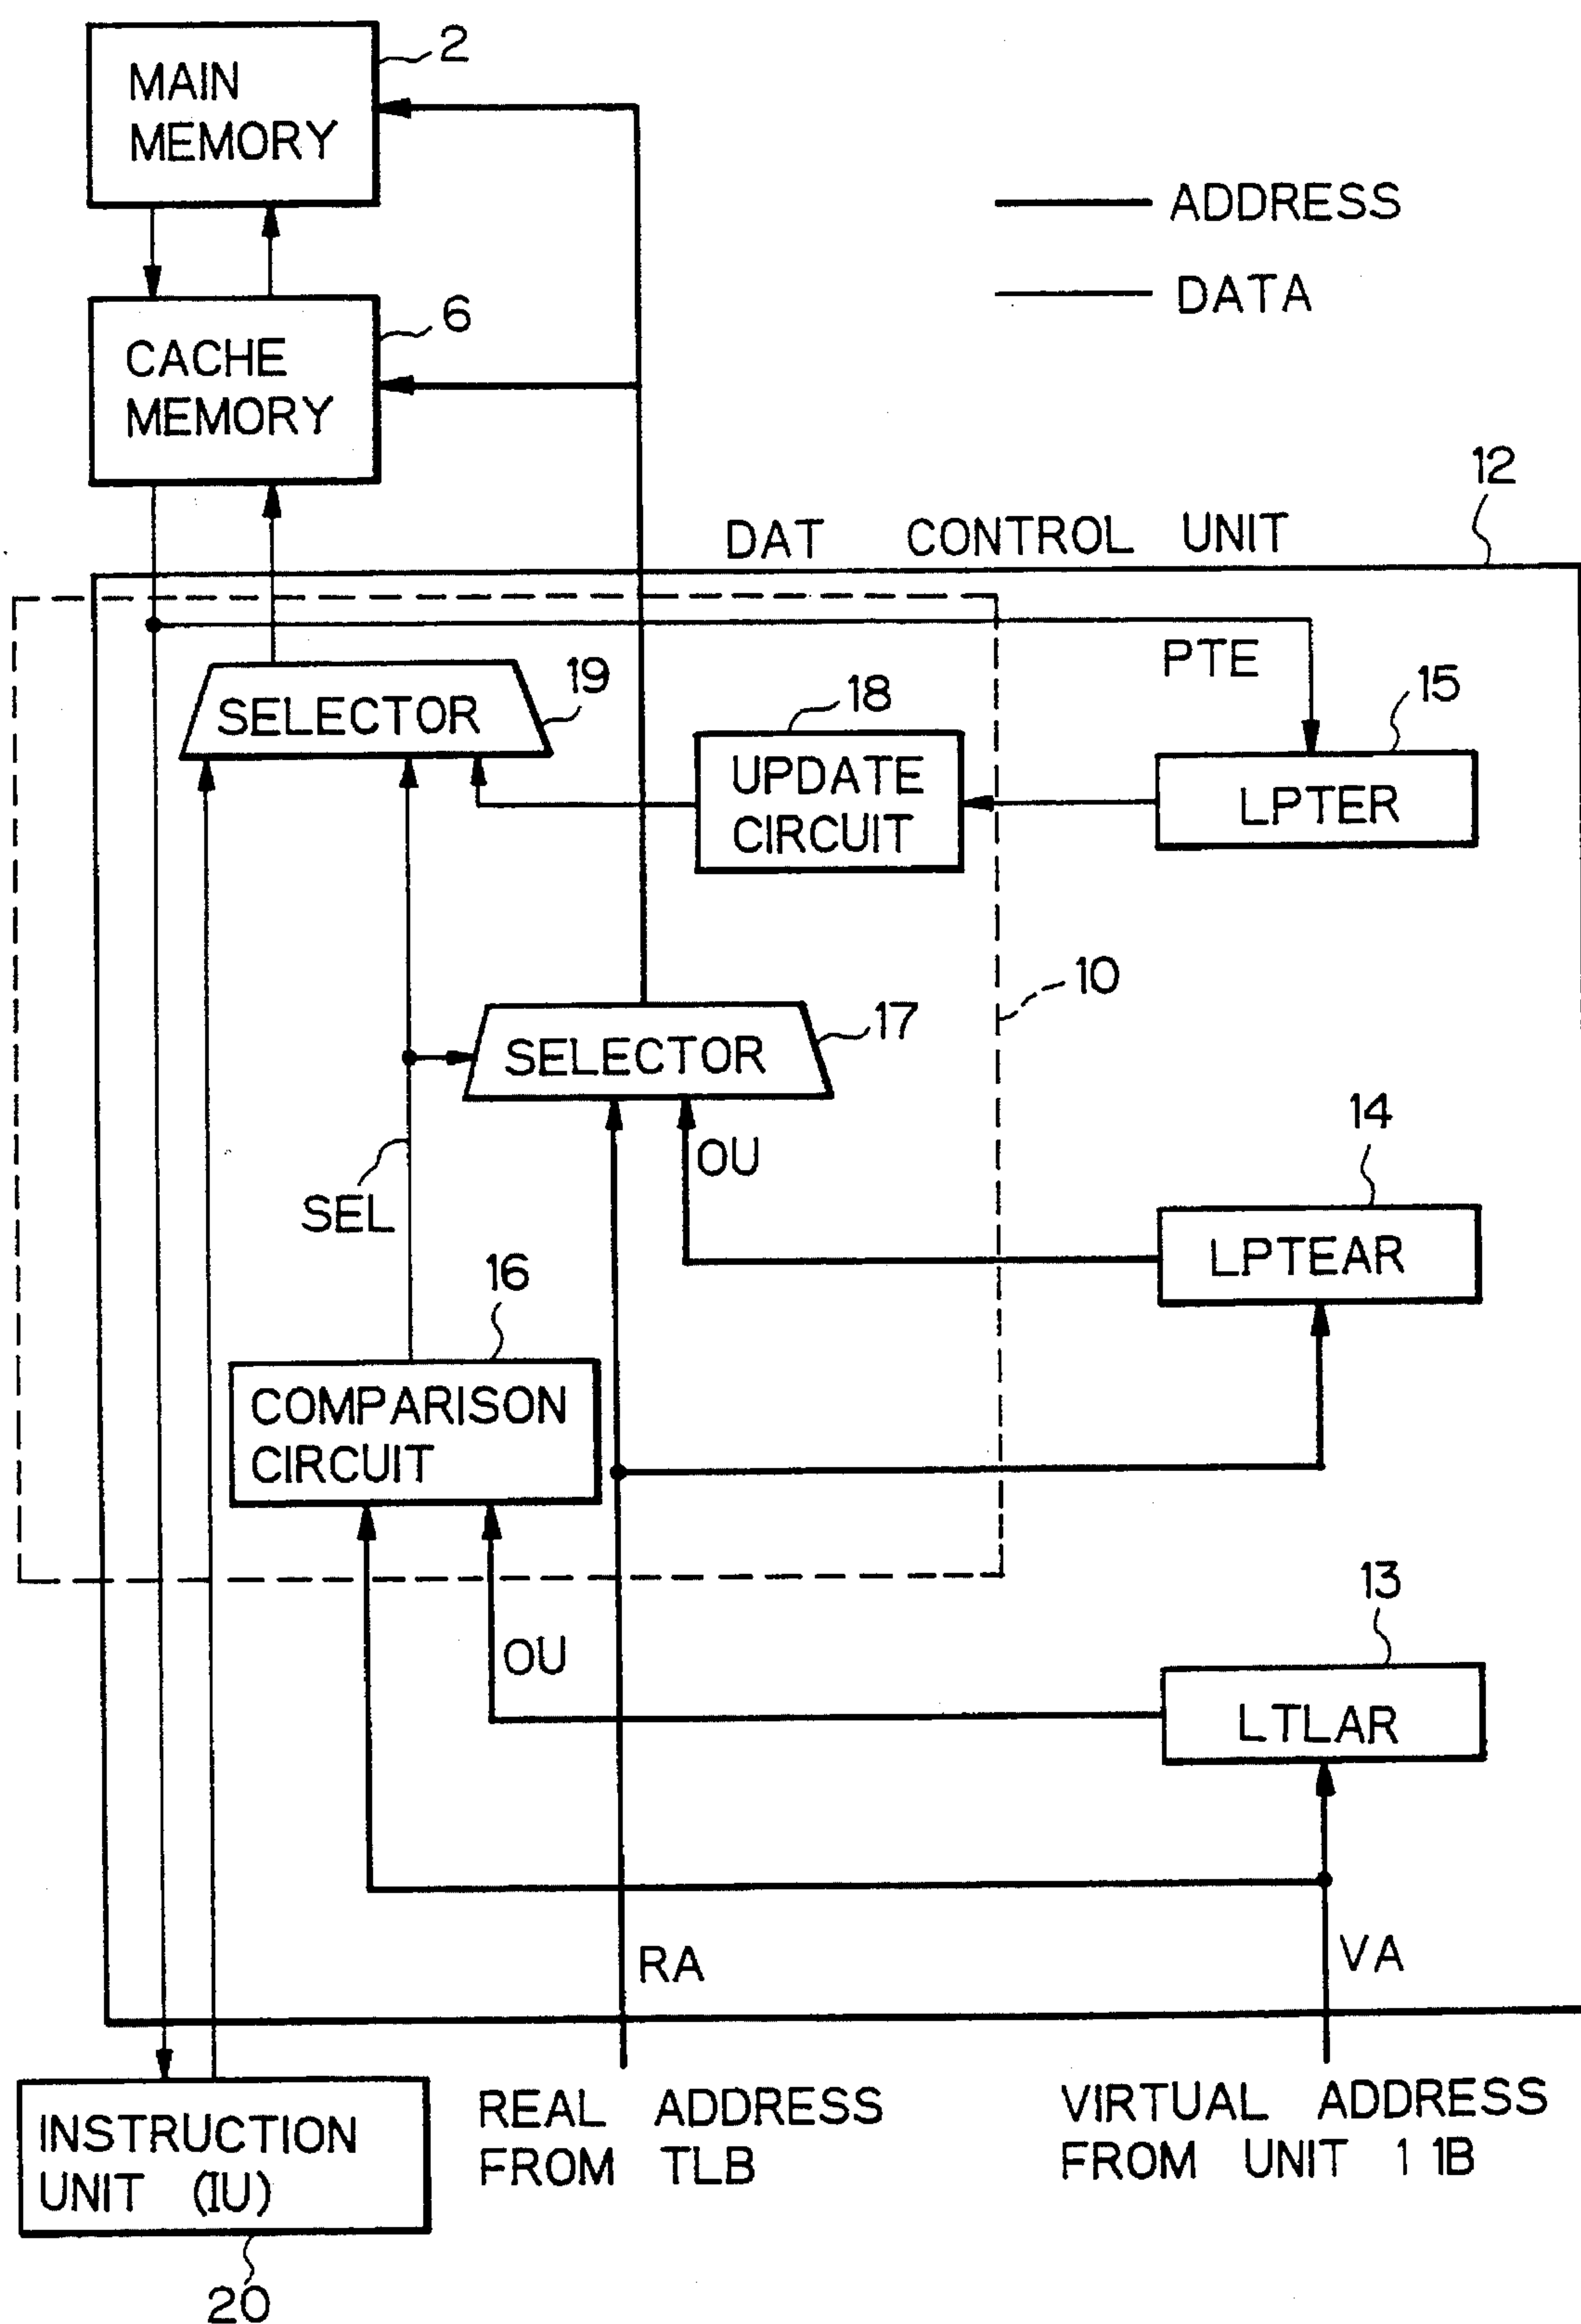 2
MAIN
MEMORY
ADDRESS
DATA
6
CACHE
MEMORY
12
DAT CONTROL UNIT
PTE
19
SELECTOR
18
15
UPDATE
CIRCUIT
LPTER
10
17
SELECTOR
14
OU
SEL
LPTEAR
16
COMPARISON
CIRCUIT
13
OU
LTLAR
RA
VA
REAL ADDRESS
FROM TLB
VIRTUAL ADDRESS
FROM UNIT 11B
INSTRUCTION
UNIT (IU)
20